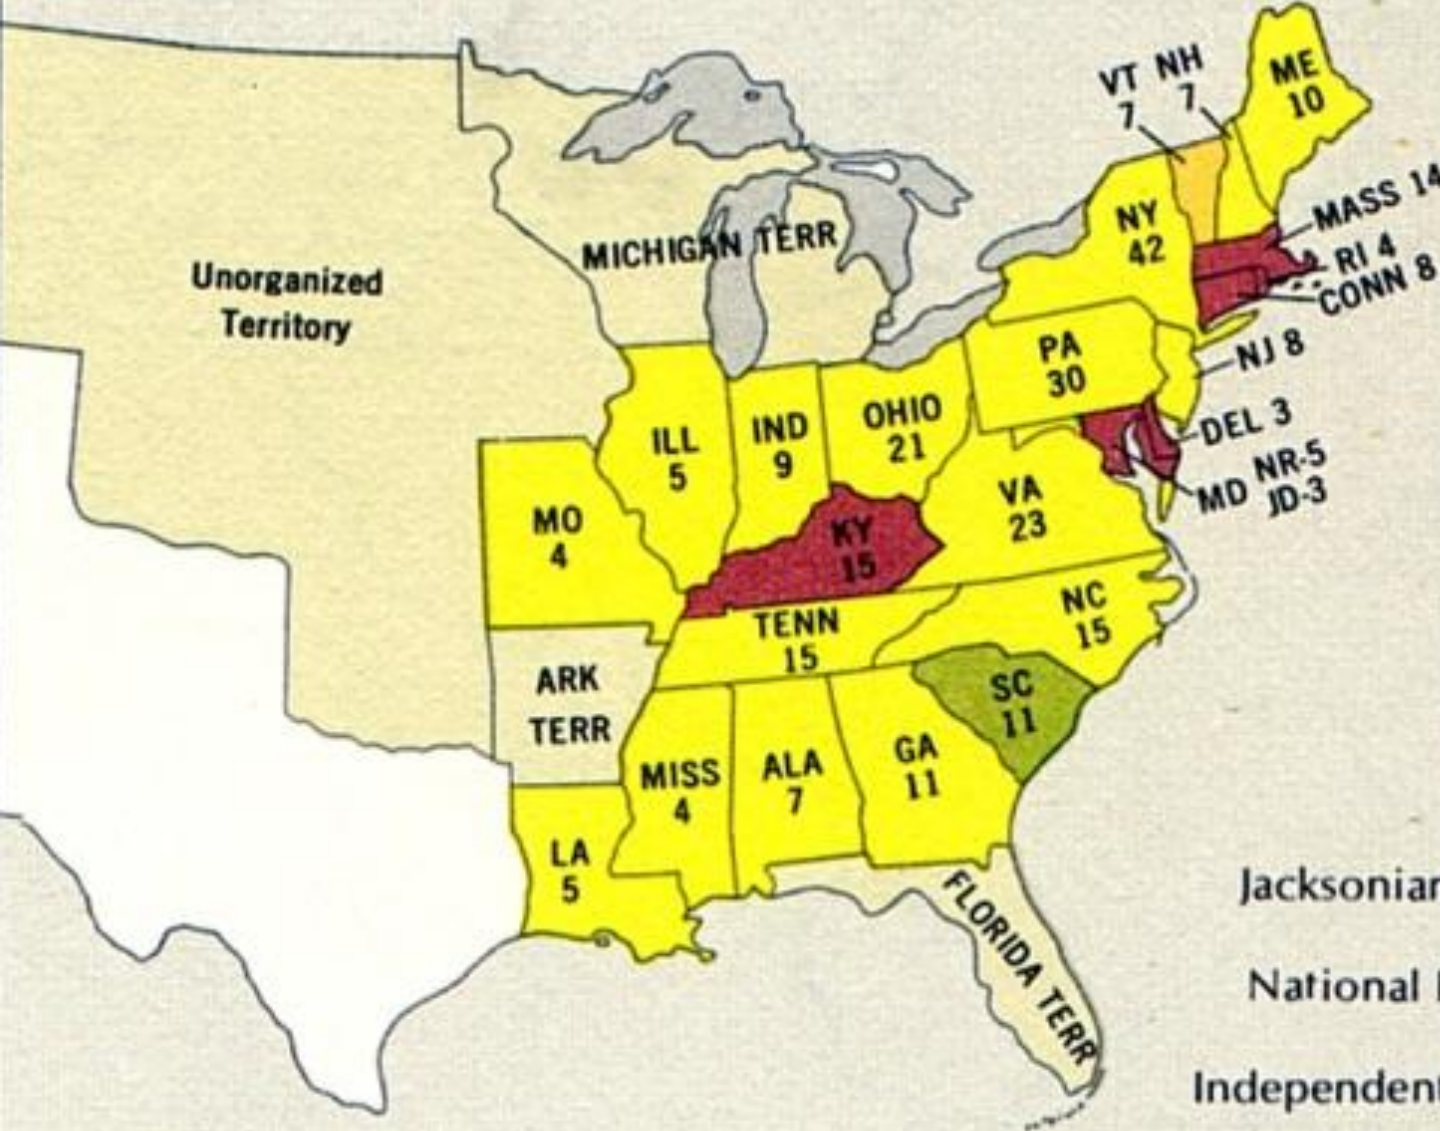 VT NH
7 7
ME
10
MASS 14
RI 4
CONN 8
NY
42
MICHIGAN TERR
Unorganized
Territory
PA
30
NJ 8
OHIO
21
IND
9
ILL
5
DEL 3
MD NR-5
JD-3
VA
23
MO
4
KY
15
TENN
15
NC
15
ARK
TERR
SC
11
MISS
4
ALA
7
GA
11
LA
5
FLORIDA TERR
Jacksonian
National
Independent